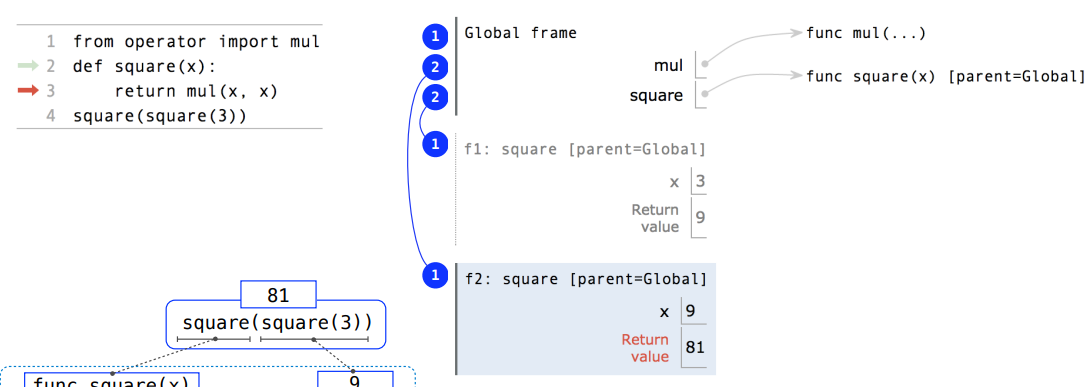 1 from operator import mul
2 def square(x):
3 return mul(x, x)
4 square(square(3))
1 Global frame
2 mul
2 square
func mul(...)
func square(x) [parent=Global]
1 f1: square [parent=Global]
x 3
Return
value 9
1 f2: square [parent=Global]
x 9
Return
value 81
81
square(square(3))
func square(x)
9